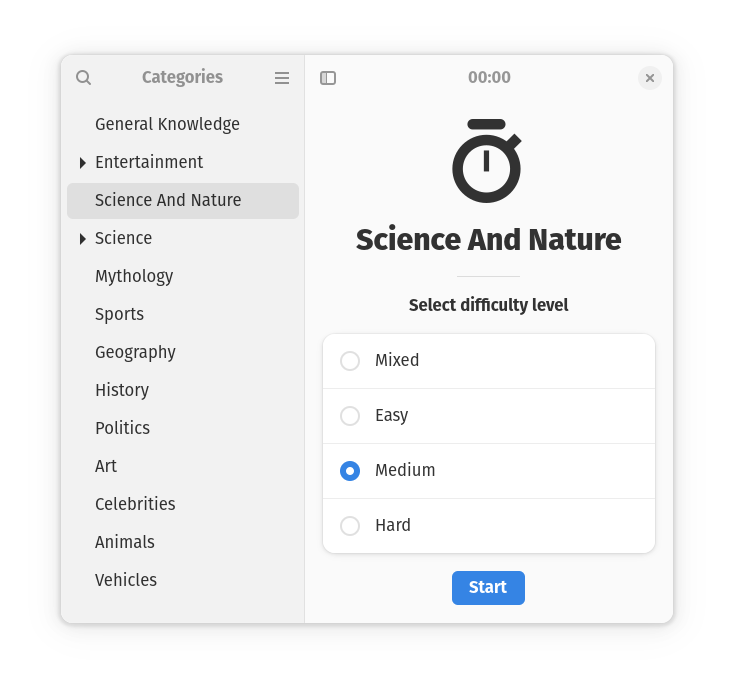 Categories
General Knowledge
Entertainment
Science And Nature
Science
Mythology
Sports
Geography
History
Politics
Art
Celebrities
Animals
Vehicles
00:00
Science And Nature
Select difficulty level
Mixed
Easy
Medium
Hard
Start